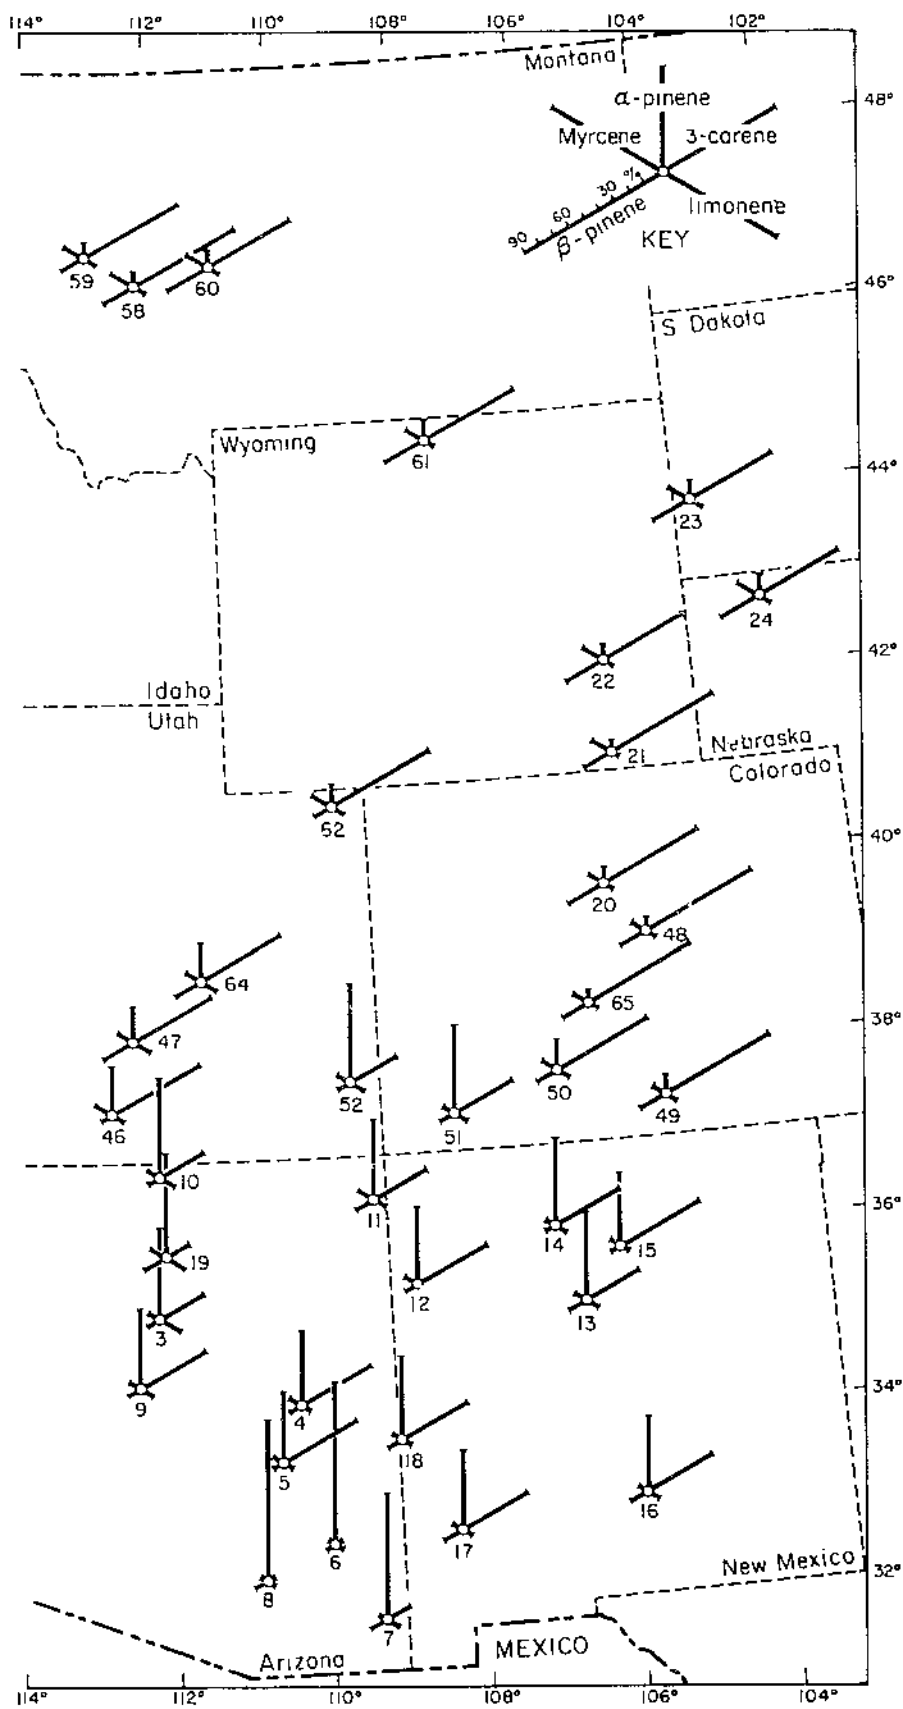 114° 112° 110° 108° 106° 104° 102°
Montana
48°
α-pinene
Myrcene 3-carene
30 %
60
90
β-pinene
limonene
KEY
59
58
60
46°
S Dakota
Wyoming
61
44°
23
24
42°
22
Idaho
Utah
21
Nebraska
Colorado
62
40°
20
48
64
65
47
38°
52
50
49
46
51
10
11
36°
14
15
19
12
13
3
9
34°
4
18
5
16
17
6
New Mexico
32°
8
7
MEXICO
Arizona
114° 112° 110° 108° 106° 104°